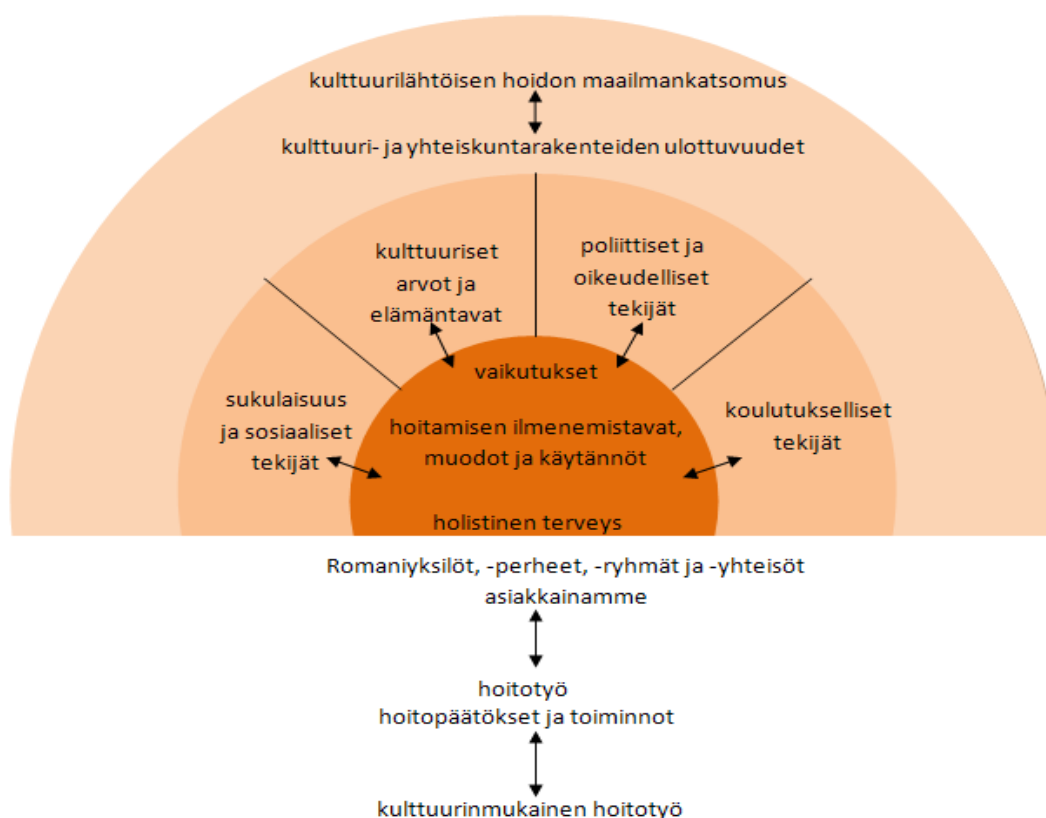 kulttuurilähtöisen hoidon maailmankatsomus
kulttuuri- ja yhteiskuntarakenteiden ulottuvuudet
kulttuuriset
arvot ja
elämäntavat
poliittiset ja
oikeudelliset
tekijät
sukulaisuus
ja sosiaaliset
tekijät
vaikutukset
hoitamisen ilmenemistavat,
muodot ja käytännöt
holistinen terveys
koulutukselliset
tekijät
Romaniyksilöt, -perheet, -ryhmät ja -yhteisöt
asiakkainamme
hoitotyö
hoitopäätökset ja toiminnot
kulttuurinmukainen hoitotyö